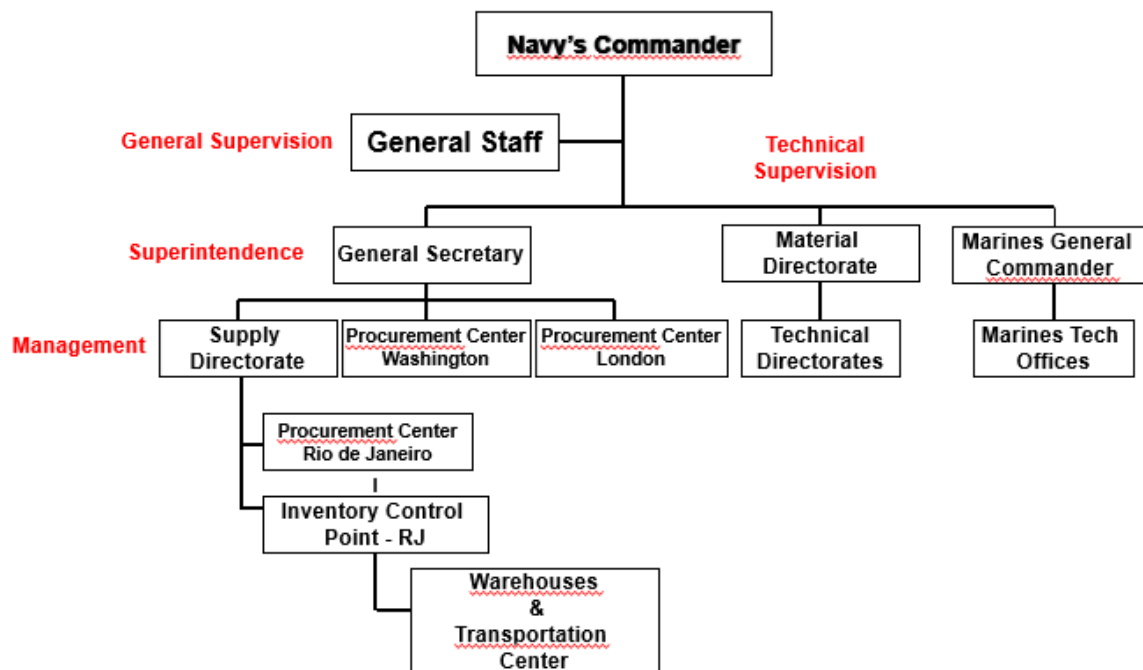 Navy's Commander
General Supervision
General Staff
Technical
Supervision
Superintendence
General Secretary
Material
Directorate
Marines General
Commander
Management
Supply
Directorate
Procurement Center
Washington
Procurement Center
London
Technical
Directorates
Marines Tech
Offices
Procurement Center
Rio de Janeiro
Inventory Control
Point - RJ
Warehouses
&
Transportation
Center